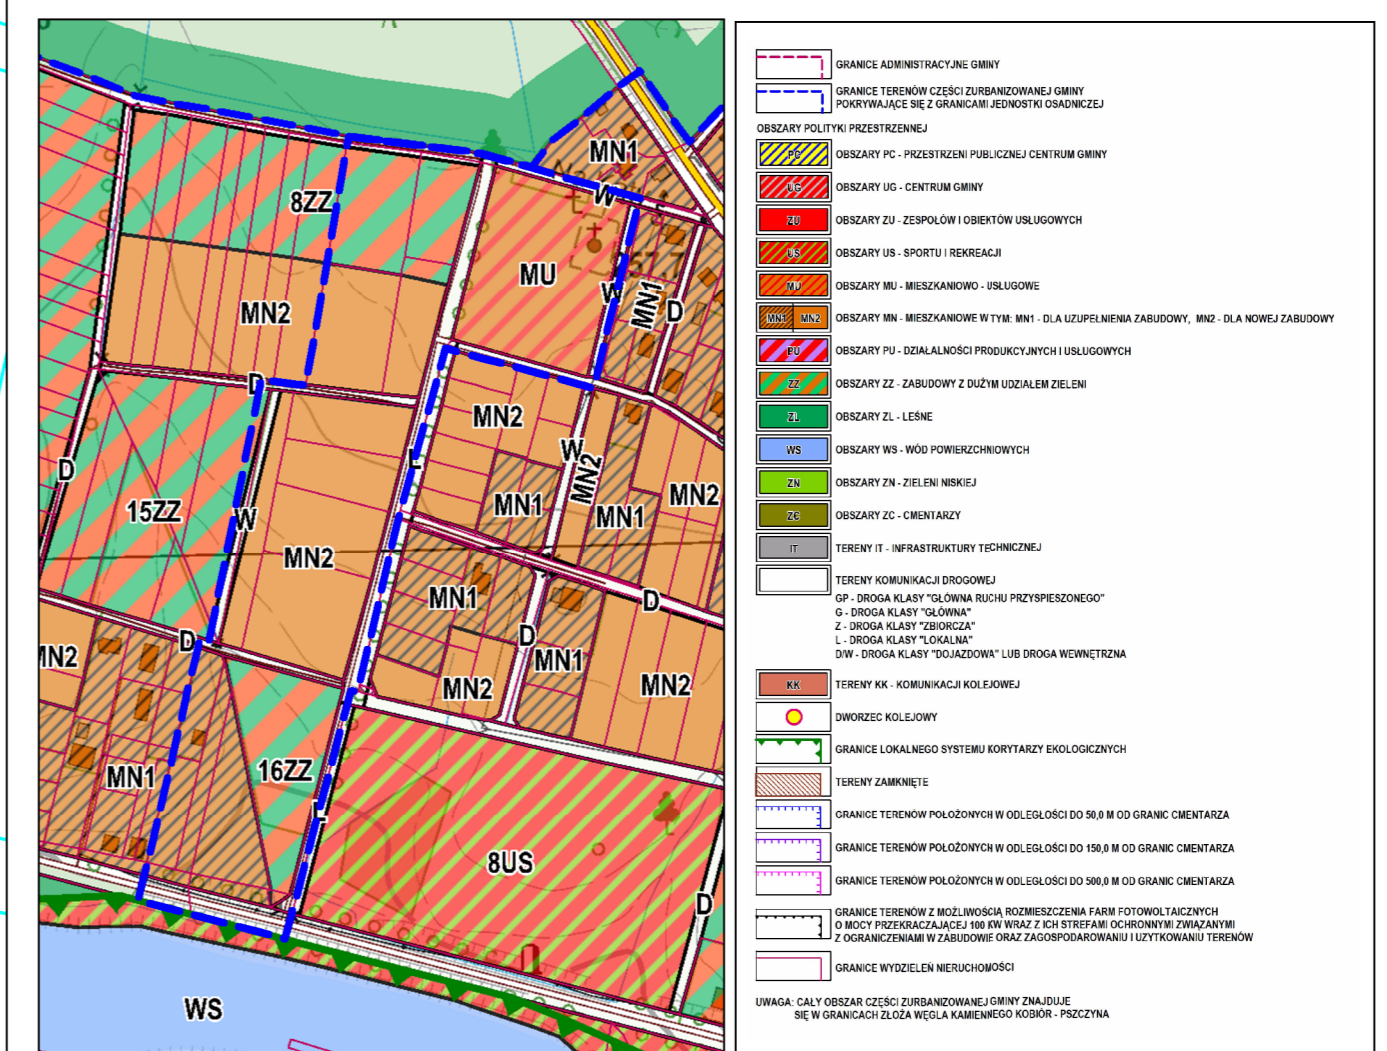 MN1
W
8ZZ
MU
67.7
MN2
W
MN1
D
D
MN2
L
W
MN2
MN2
D
15ZZ
W
MN1
MN1
MN2
MN1
D
D
D
MN1
MN2
MN2
MN2
MN1
16ZZ
L
8US
D
WS
GRANICE ADMINISTRACYJNE GMINY
GRANICE TERENÓW CZĘŚCI ZURBANIZOWANEJ GMINY
POKRYWAJĄCE SIĘ Z GRANICAMI JEDNOSTKI OSADNICZEJ
OBSZARY POLITYKI PRZESTRZENNEJ
PC OBSZARY PC - PRZESTRZENI PUBLICZNEJ CENTRUM GMINY
UG OBSZARY UG - CENTRUM GMINY
ZU OBSZARY ZU - ZESPOŁÓW I OBIEKTÓW USŁUGOWYCH
US OBSZARY US - SPORTU I REKREACJI
MU OBSZARY MU - MIESZKANIOWO - USŁUGOWE
MN1 MN2 OBSZARY MN - MIESZKANIOWE W TYM: MN1 - DLA UZUPEŁNIENIA ZABUDOWY, MN2 - DLA NOWEJ ZABUDOWY
PU OBSZARY PU - DZIAŁALNOŚCI PRODUKCYJNYCH I USŁUGOWYCH
ZZ OBSZARY ZZ - ZABUDOWY Z DUŻYM UDZIAŁEM ZIELENI
ZL OBSZARY ZL - LEŚNE
WS OBSZARY WS - WÓD POWIERZCHNIOWYCH
ZN OBSZARY ZN - ZIELENI NISKIEJ
ZC OBSZARY ZC - CMENTARZY
IT TERENY IT - INFRASTRUKTURY TECHNICZNEJ
TERENY KOMUNIKACJI DROGOWEJ
GP - DROGA KLASY "GŁÓWNA RUCHU PRZYSPIESZONEGO"
G - DROGA KLASY "GŁÓWNA"
Z - DROGA KLASY "ZBIORCZA"
L - DROGA KLASY "LOKALNA"
D/W - DROGA KLASY "DOJAZDOWA" LUB DROGA WEWNĘTRZNA
KK TERENY KK - KOMUNIKACJI KOLEJOWEJ
DWORZEC KOLEJOWY
GRANICE LOKALNEGO SYSTEMU KORYTARZY EKOLOGICZNYCH
TERENY ZAMKNIĘTE
GRANICE TERENÓW POŁOŻONYCH W ODLEGŁOŚCI DO 50,0 M OD GRANIC CMENTARZA
GRANICE TERENÓW POŁOŻONYCH W ODLEGŁOŚCI DO 150,0 M OD GRANIC CMENTARZA
GRANICE TERENÓW POŁOŻONYCH W ODLEGŁOŚCI DO 500,0 M OD GRANIC CMENTARZA
GRANICE TERENÓW Z MOŻLIWOŚCIĄ ROZMIESZCZENIA FARM FOTOWOLTAICZNYCH
O MOCY PRZEKRACZAJĄCEJ 100 KW WRAZ Z ICH STREFAMI OCHRONNYMI ZWIĄZANYMI
Z OGRANICZENIAMI W ZABUDOWIE ORAZ ZAGOSPODAROWANIU I UZYTKOWANIU TERENÓW
GRANICE WYDZIELEŃ NIERUCHOMOŚCI
UWAGA: CAŁY OBSZAR CZĘŚCI ZURBANIZOWANEJ GMINY ZNAJDUJE
SIĘ W GRANICACH ZŁOŻA WĘGLA KAMIENNEGO KOBIÓR - PSZCZYNA